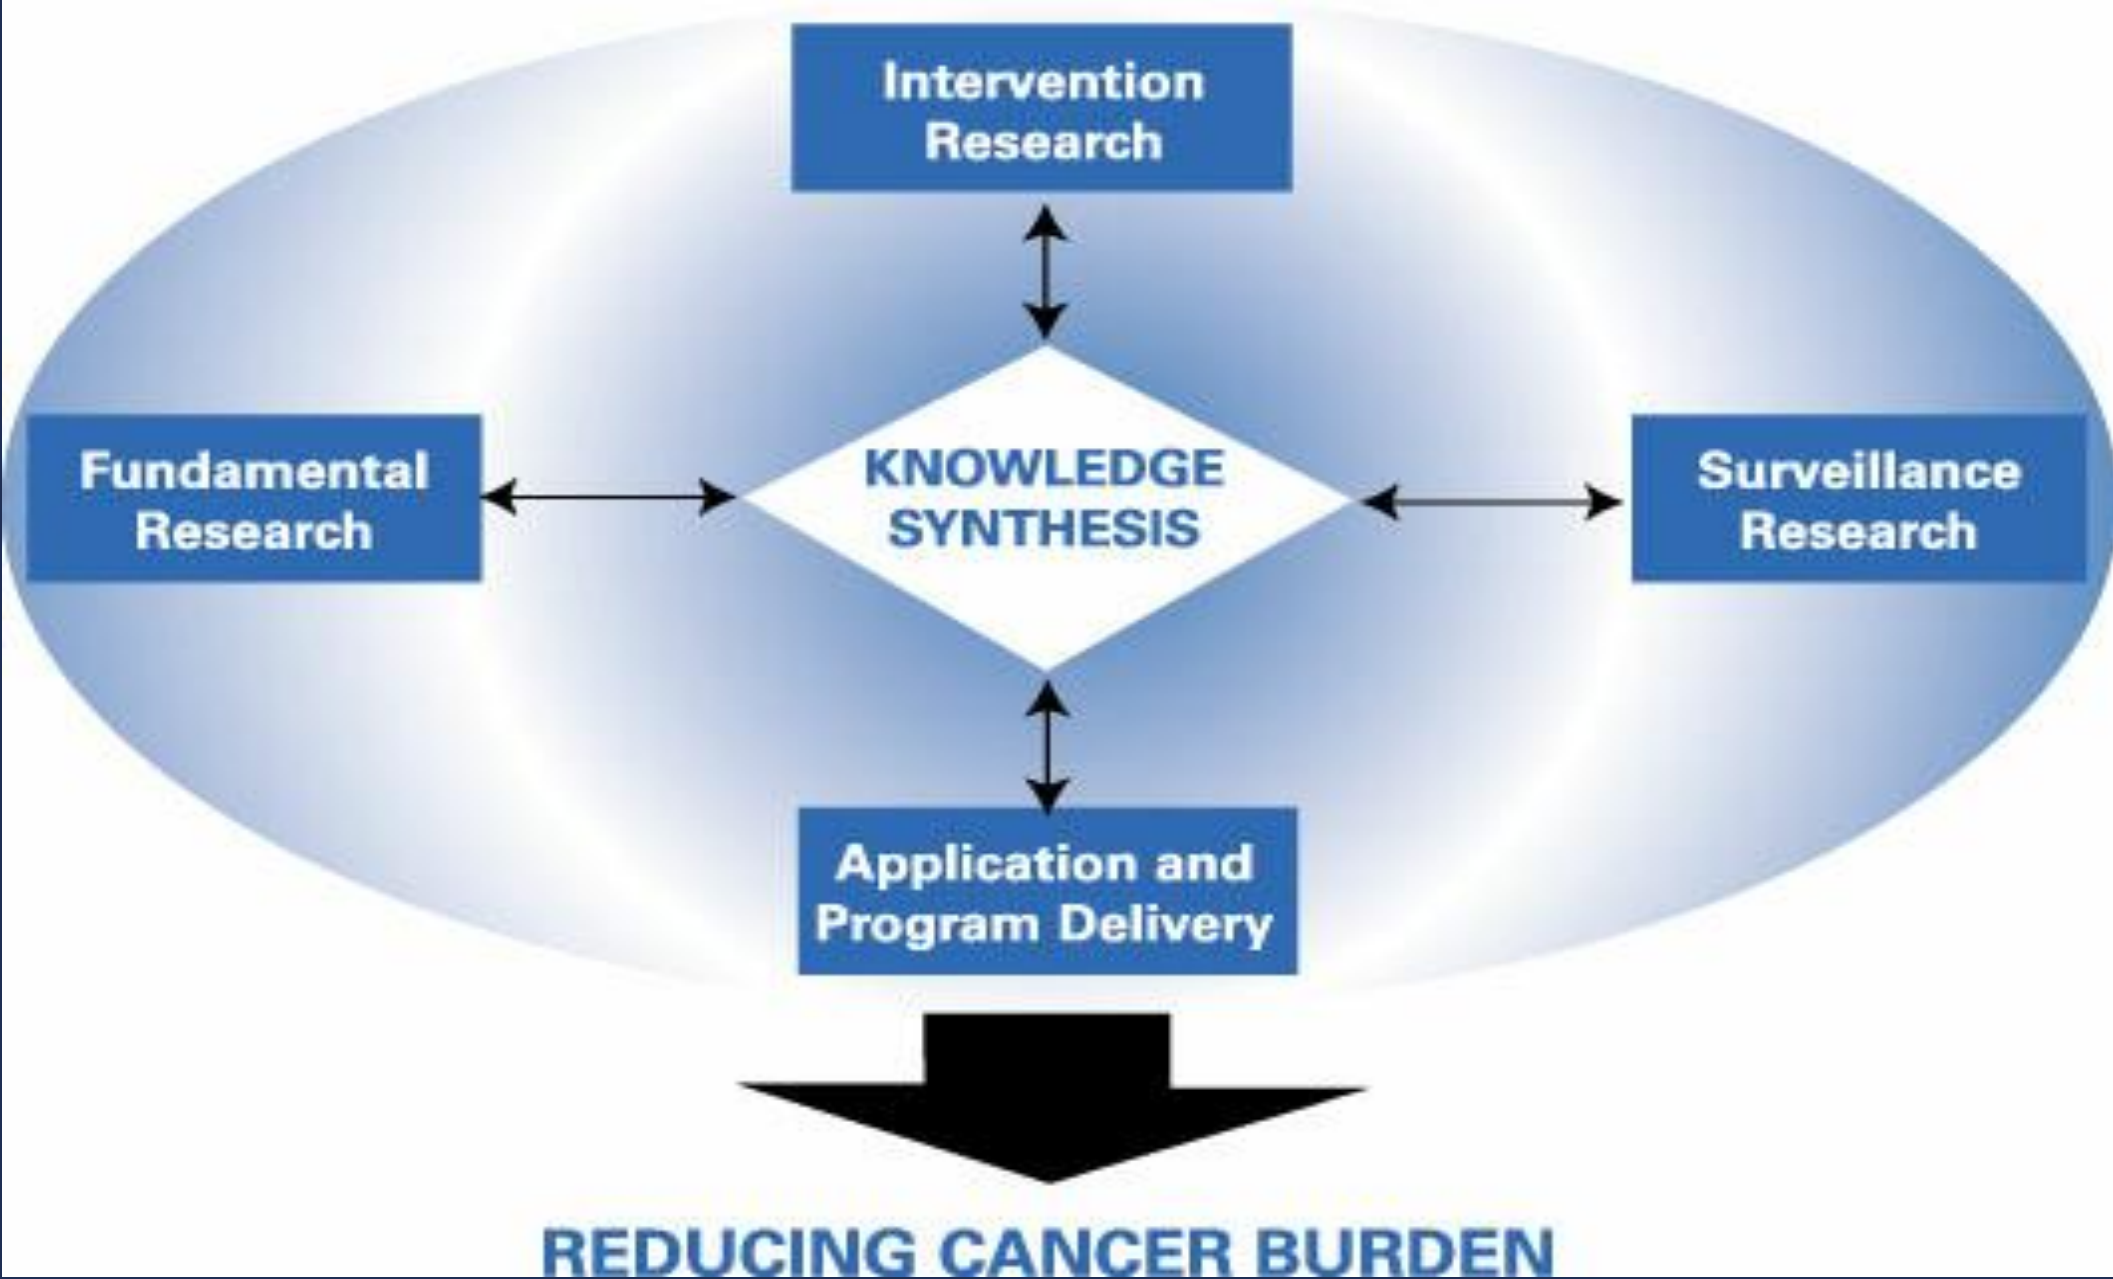 Intervention
Research
Fundamental
Research
KNOWLEDGE
SYNTHESIS
Surveillance
Research
Application and
Program Delivery
REDUCING CANCER BURDEN